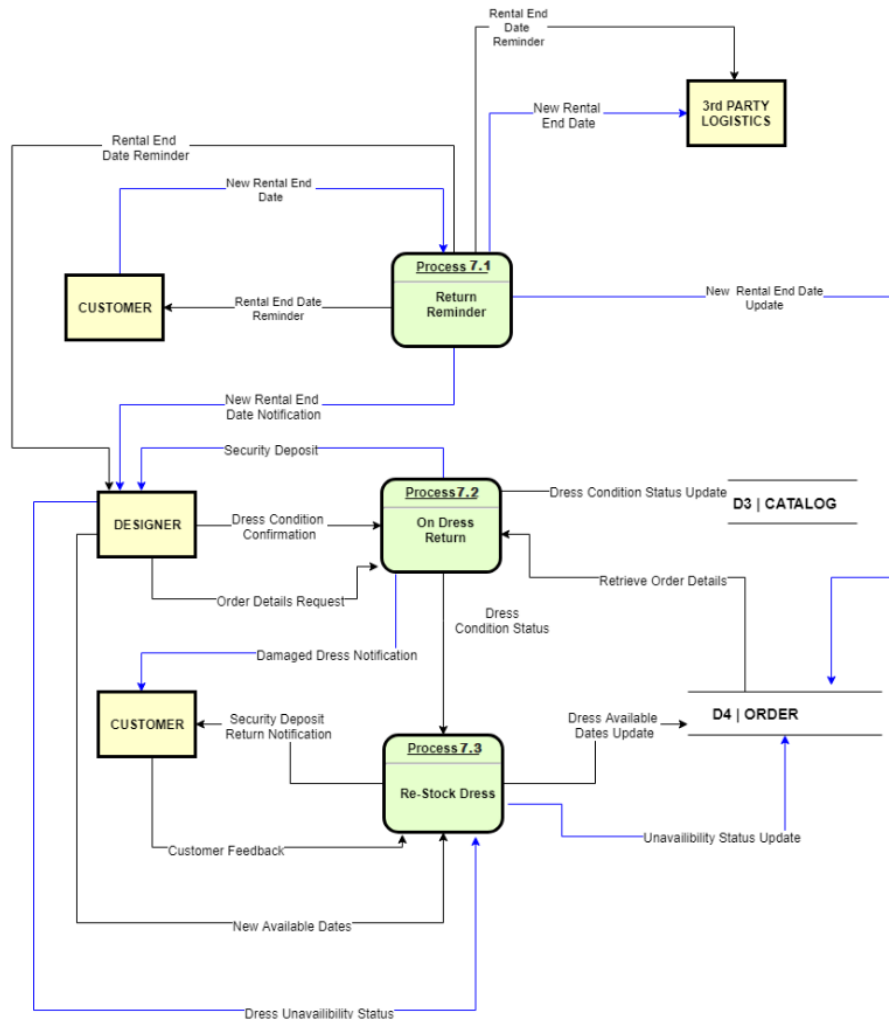 Rental End
Date
Reminder
3rd PARTY
LOGISTICS
New Rental
End Date
Rental End
Date Reminder
New Rental End
Date
Process 7.1
Return
Reminder
CUSTOMER
Rental End Date
Reminder
New Rental End Date
Update
New Rental End
Date Notification
Security Deposit
Process 7.2
On Dress
Return
Dress Condition Status Update
D3 | CATALOG
DESIGNER
Dress Condition
Confirmation
Order Details Request
Retrieve Order Details
Dress
Condition Status
Damaged Dress Notification
CUSTOMER
Security Deposit
Return Notification
Dress Available
Dates Update
D4 | ORDER
Process 7.3
Re-Stock Dress
Unavailibility Status Update
Customer Feedback
New Available Dates
Dress Unavailibility Status